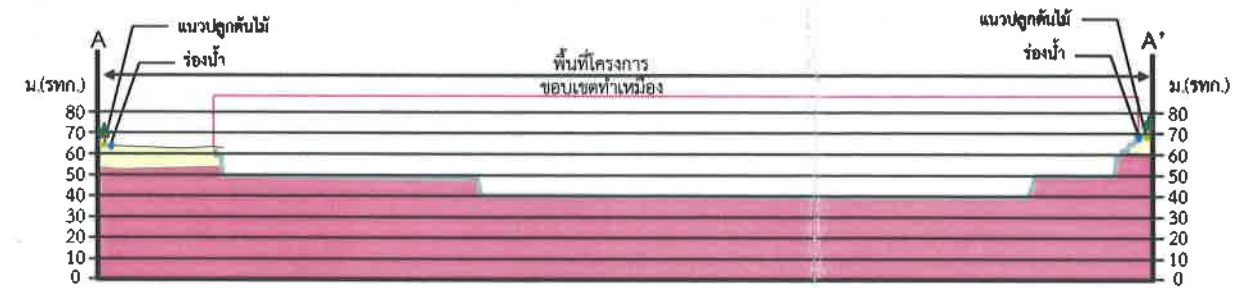 แนวปลูกต้นไม้
ร่องน้ำ
A
ม.(รทก.)
80
70
60
50
40
30
20
10
0
พื้นที่โครงการ
ขอบเขตทำเหมือง
แนวปลูกต้นไม้
ร่องน้ำ
A'
ม.(รทก.)
80
70
60
50
40
30
20
10
0